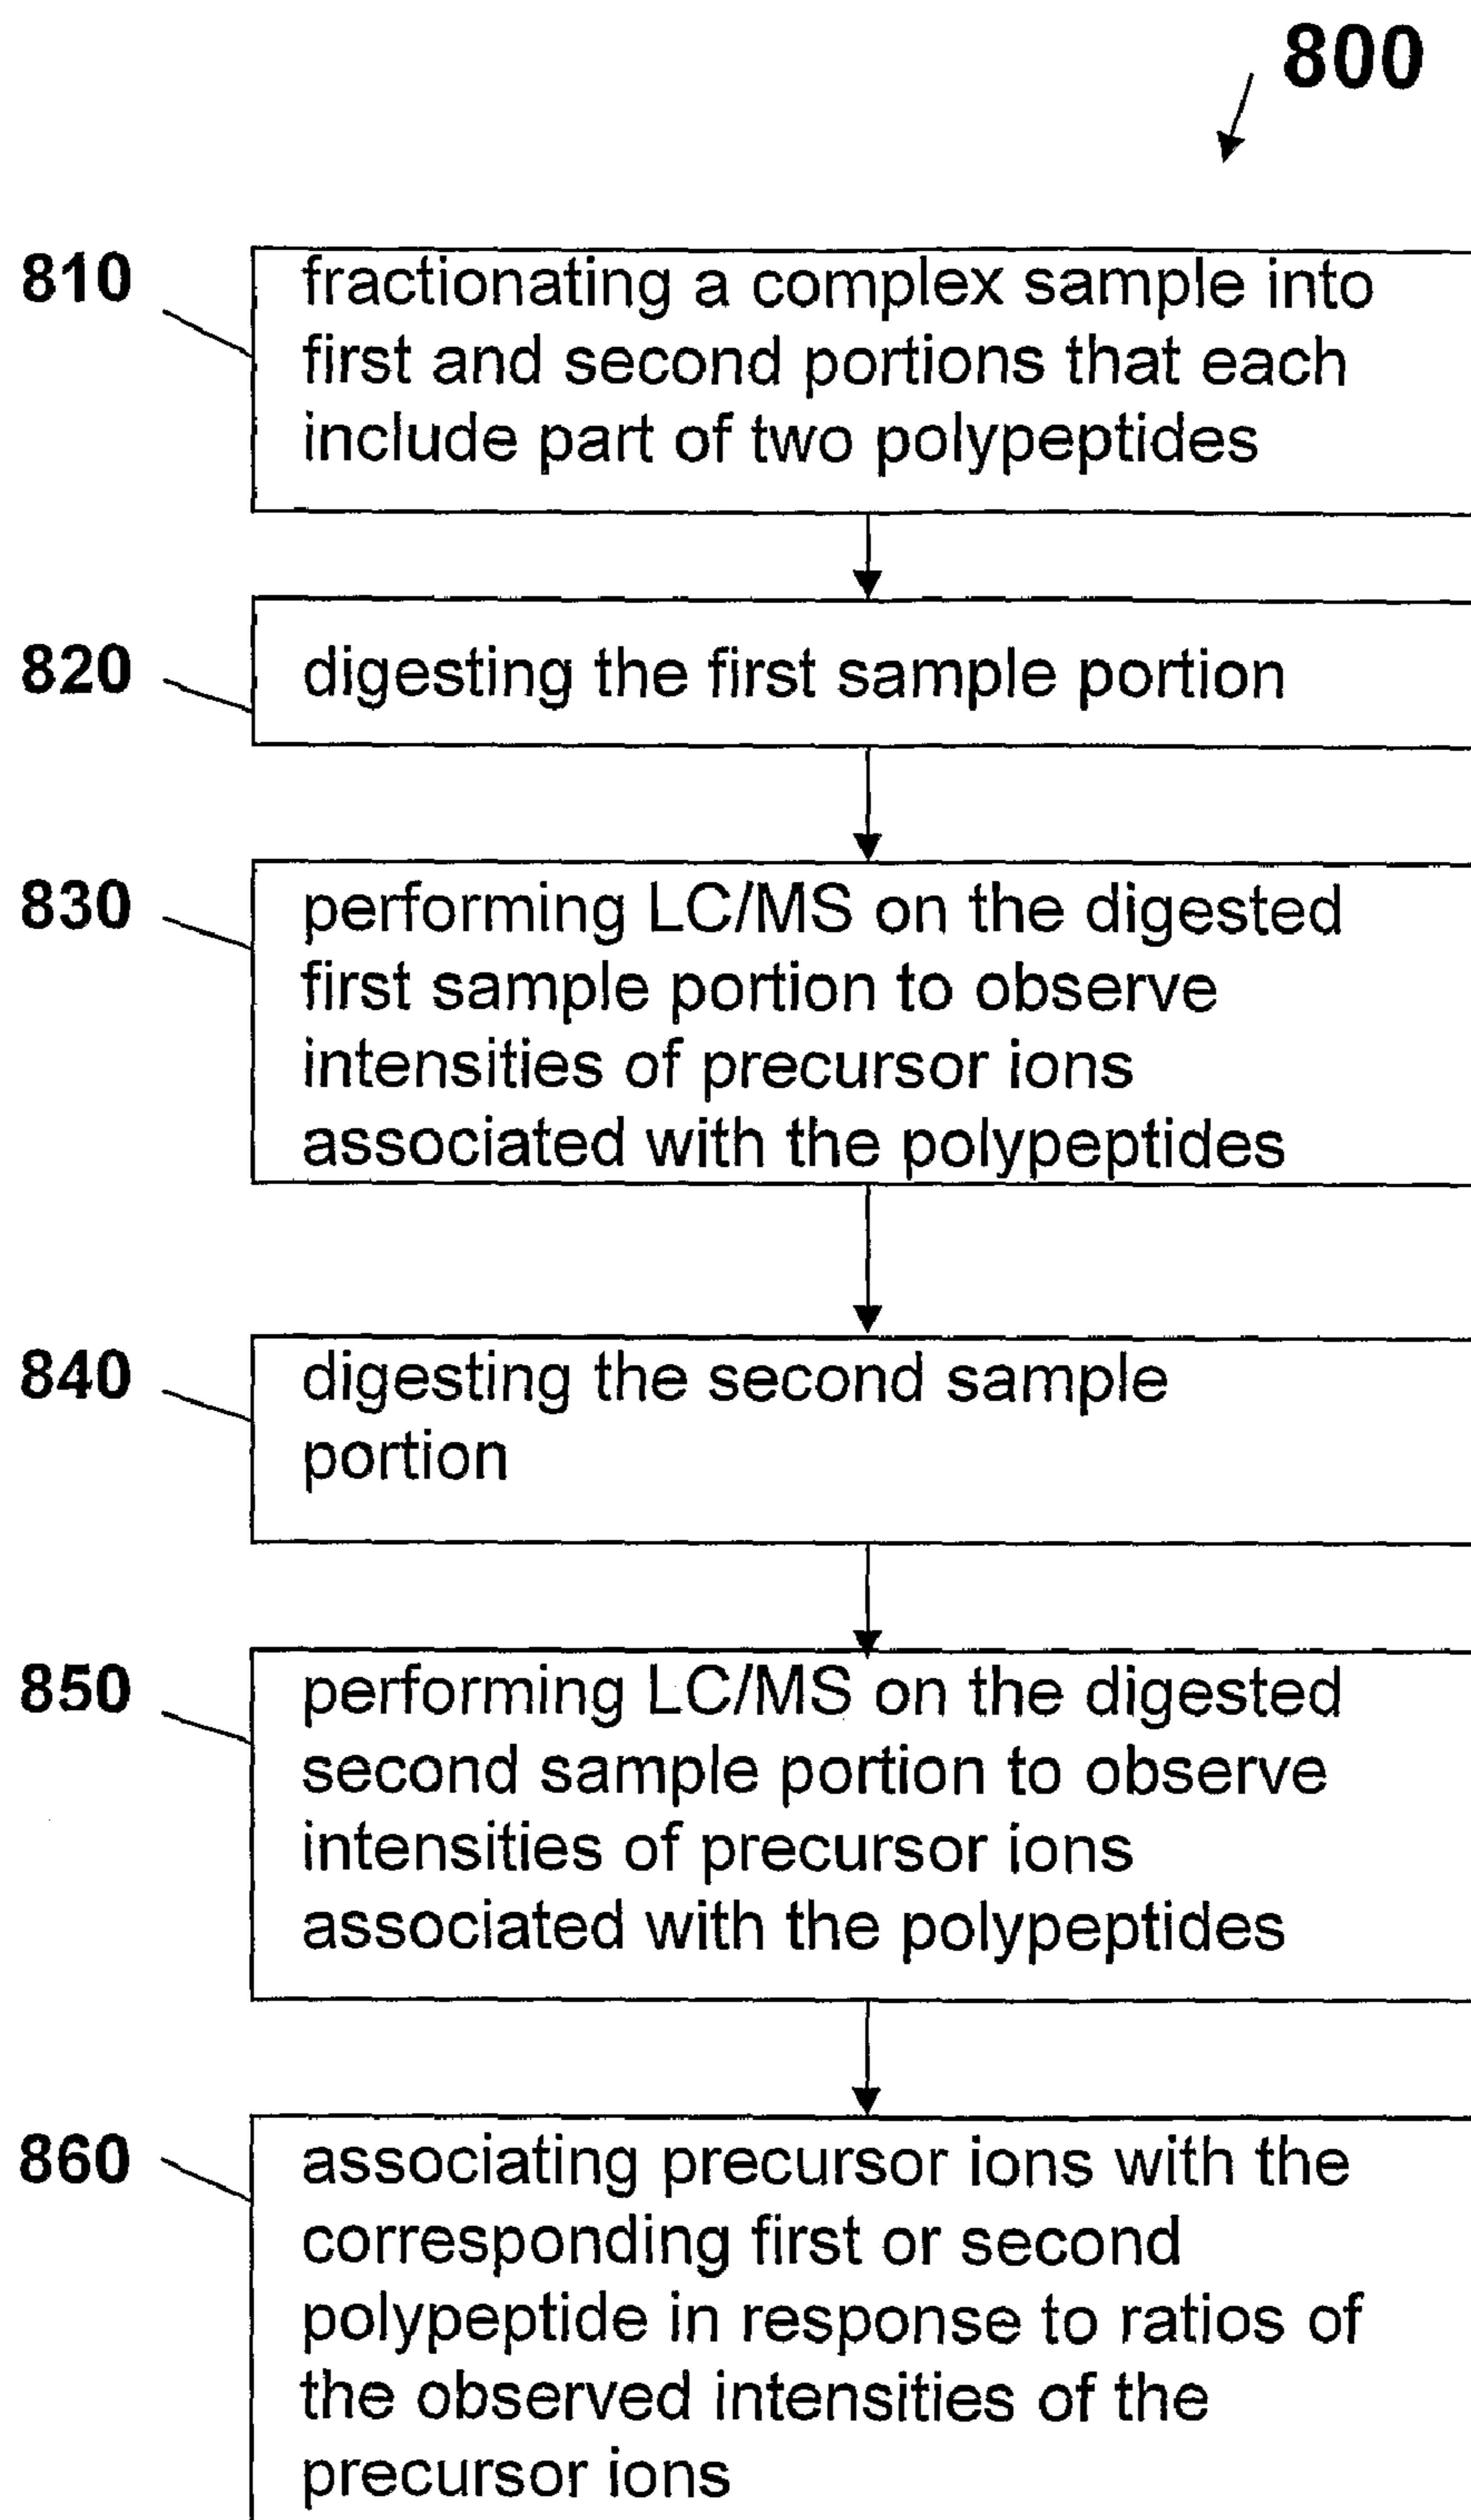 800
810
fractionating a complex sample into
first and second portions that each
include part of two polypeptides
820
digesting the first sample portion
830
performing LC/MS on the digested
first sample portion to observe
intensities of precursor ions
associated with the polypeptides
840
digesting the second sample
portion
850
performing LC/MS on the digested
second sample portion to observe
intensities of precursor ions
associated with the polypeptides
860
associating precursor ions with the
corresponding first or second
polypeptide in response to ratios of
the observed intensities of the
precursor ions